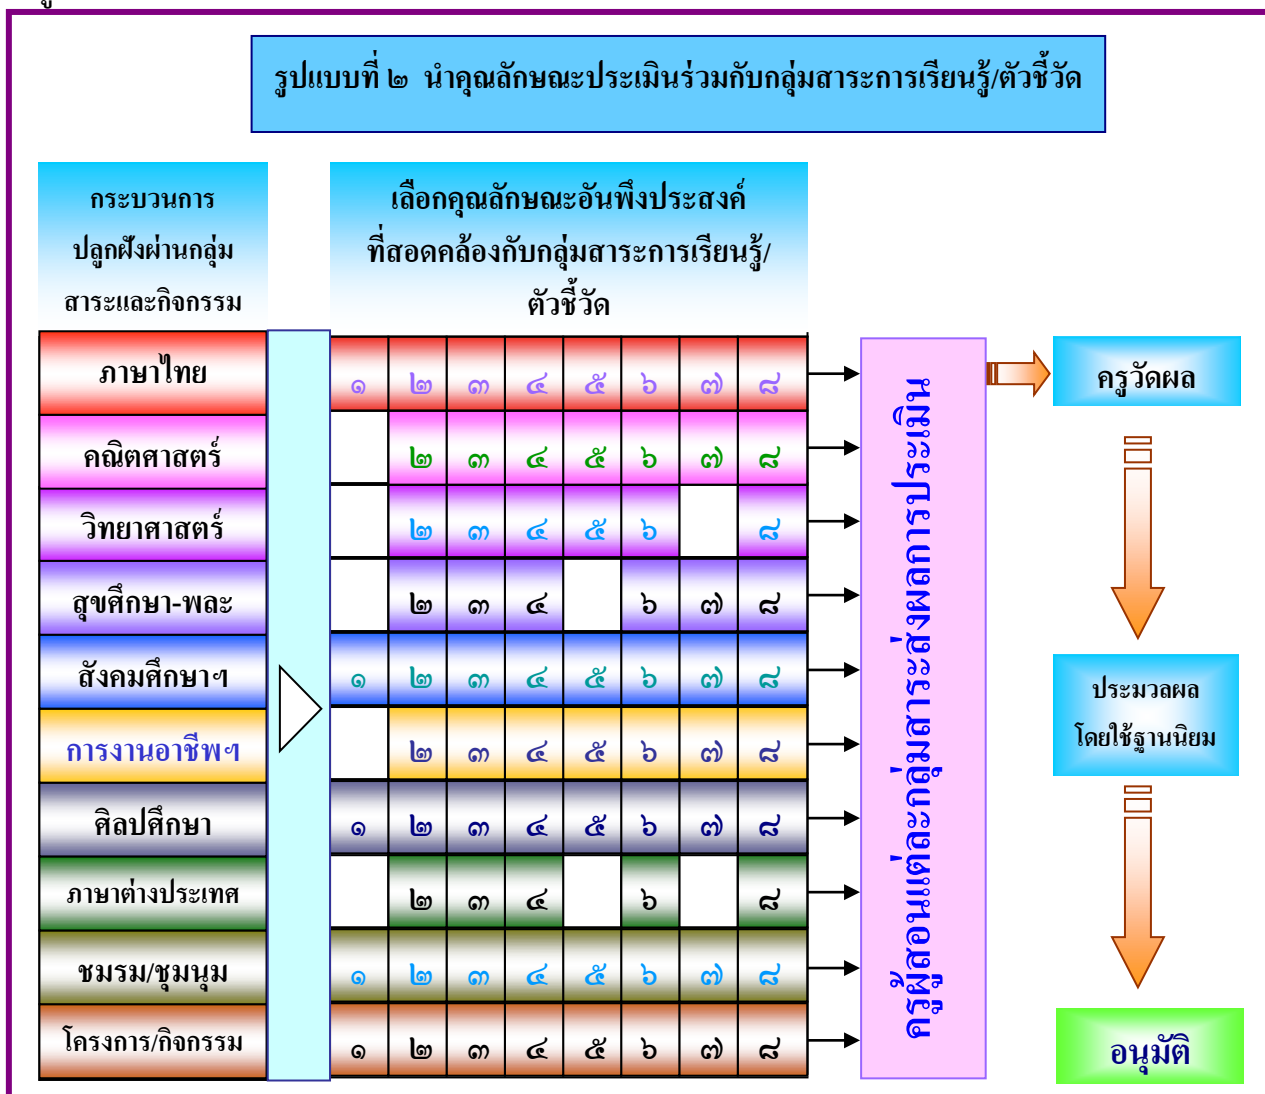 รูปแบบที่ ๒ นำคุณลักษณะประเมินร่วมกับกลุ่มสาระการเรียนรู้/ตัวชี้วัด
กระบวนการ
ปลูกฝังผ่านกลุ่ม
สาระและกิจกรรม
เลือกคุณลักษณะอันพึงประสงค์
ที่สอดคล้องกับกลุ่มสาระการเรียนรู้/
ตัวชี้วัด
ภาษาไทย ๑ ๒ ๓ ๔ ๕ ๖ ๗ ๘
คณิตศาสตร์ ๒ ๓ ๔ ๕ ๖ ๗ ๘
วิทยาศาสตร์ ๒ ๓ ๔ ๕ ๖ ๘
สุขศึกษา-พละ ๒ ๓ ๔ ๖ ๗ ๘
สังคมศึกษาฯ ๑ ๒ ๓ ๔ ๕ ๖ ๗ ๘
การงานอาชีพฯ ๒ ๓ ๔ ๕ ๖ ๗ ๘
ศิลปศึกษา ๑ ๒ ๓ ๔ ๕ ๖ ๗ ๘
ภาษาต่างประเทศ ๒ ๓ ๔ ๖ ๘
ชมรม/ชุมนุม ๑ ๒ ๓ ๔ ๕ ๖ ๗ ๘
โครงการ/กิจกรรม ๑ ๒ ๓ ๔ ๕ ๖ ๗ ๘
ครูผู้สอนแต่ละกลุ่มสาระส่งผลการประเมิน
ครูวัดผล
ประมวลผล
โดยใช้ฐานนิยม
อนุมัติ